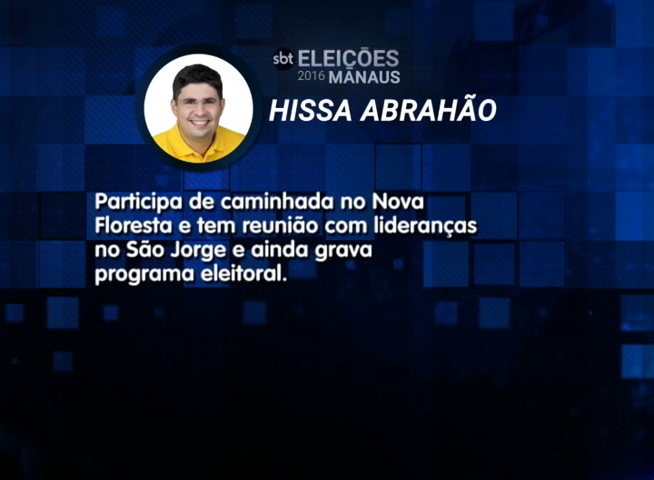 sbt ELEIÇÕES
2016 MANAUS
HISSA ABRAHÃO
Participa de caminhada no Nova
Floresta e tem reunião com lideranças
no São Jorge e ainda grava
programa eleitoral.